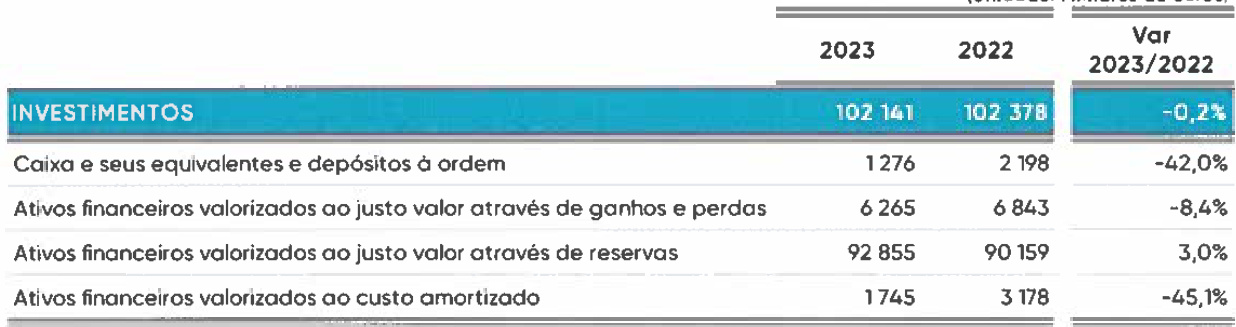 2023 2022 Var 2023/2022
INVESTIMENTOS 102 141 102 378 -0,2%
Caixa e seus equivalentes e depósitos à ordem 1 276 2 198 -42,0%
Ativos financeiros valorizados ao justo valor através de ganhos e perdas 6 265 6 843 -8,4%
Ativos financeiros valorizados ao justo valor através de reservas 92 855 90 159 3,0%
Ativos financeiros valorizados ao custo amortizado 1 745 3 178 -45,1%